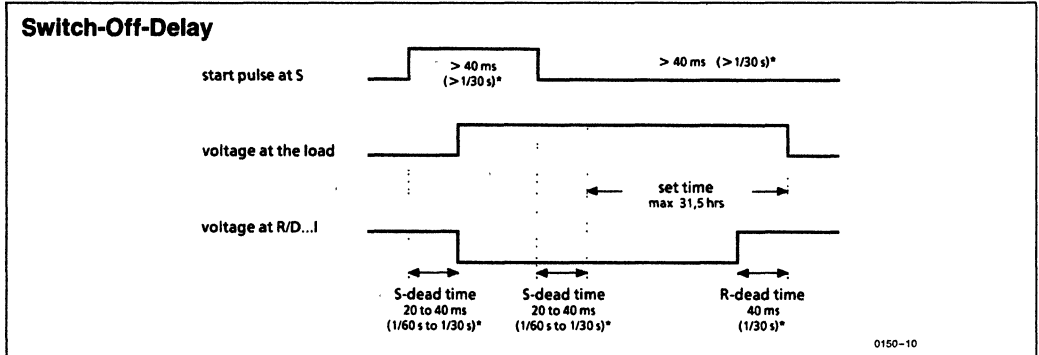 Switch-Off-Delay
start pulse at S
> 40 ms
(>1/30 s)*
> 40 ms (>1/30 s)*
voltage at the load
set time
max 31,5 hrs
voltage at R/D...I
S-dead time
20 to 40 ms
(1/60 s to 1/30 s)*
S-dead time
20 to 40 ms
(1/60 s to 1/30 s)*
R-dead time
40 ms
(1/30 s)*
0150-10